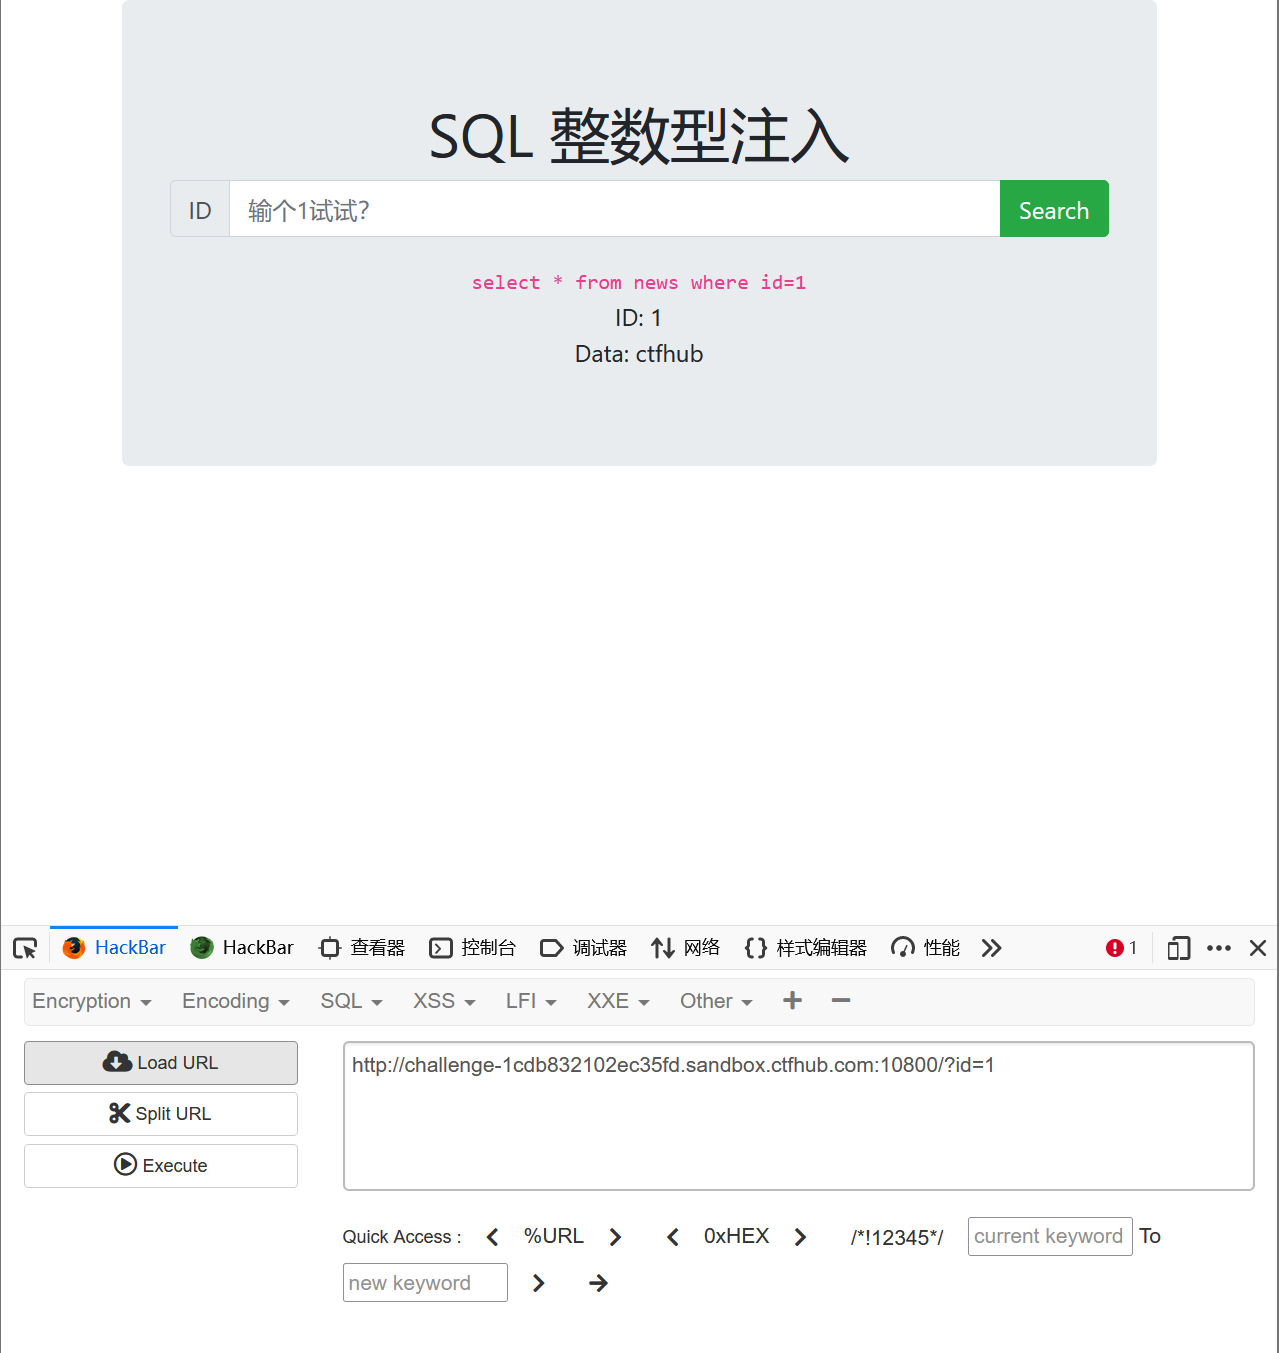 SQL 整数型注入
ID 输个1试试? Search
select * from news where id=1
ID: 1
Data: ctfhub
HackBar HackBar 查看器 控制台 调试器 网络 样式编辑器 性能 1
Encryption Encoding SQL XSS LFI XXE Other
Load URL
http://challenge-1cdb832102ec35fd.sandbox.ctfhub.com:10800/?id=1
Split URL
Execute
Quick Access : %URL 0xHEX /*!12345*/ current keyword To
new keyword